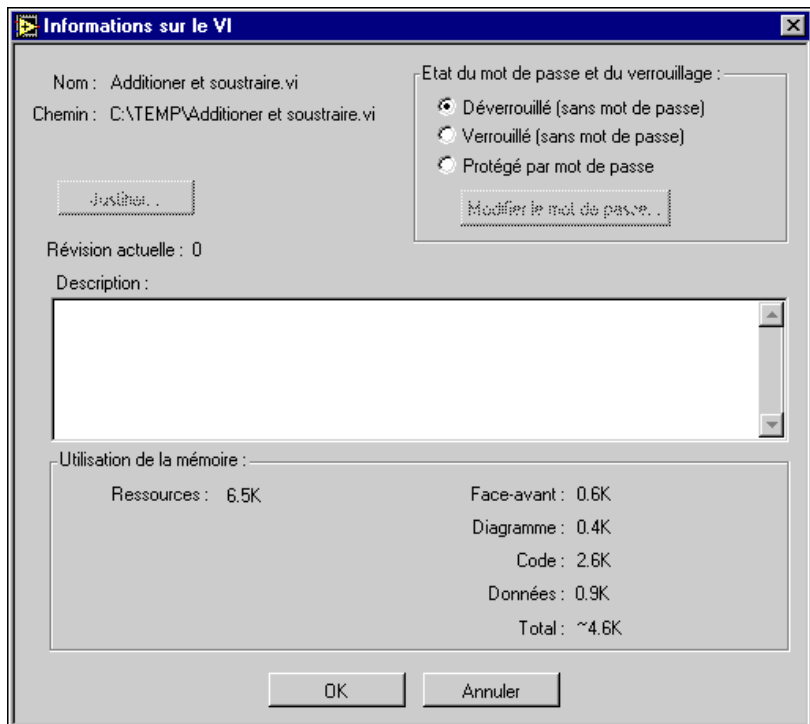 Informations sur le VI
Nom : Additioner et soustraire.vi
Chemin : C:\TEMP\Additioner et soustraire.vi
Etat du mot de passe et du verrouillage :
Déverrouillé (sans mot de passe)
Verrouillé (sans mot de passe)
Protégé par mot de passe
Modifier le mot de passe...
Justifier...
Révision actuelle : 0
Description :
Utilisation de la mémoire :
Ressources : 6.5K
Face-avant : 0.6K
Diagramme : 0.4K
Code : 2.6K
Données : 0.9K
Total : ~4.6K
OK
Annuler